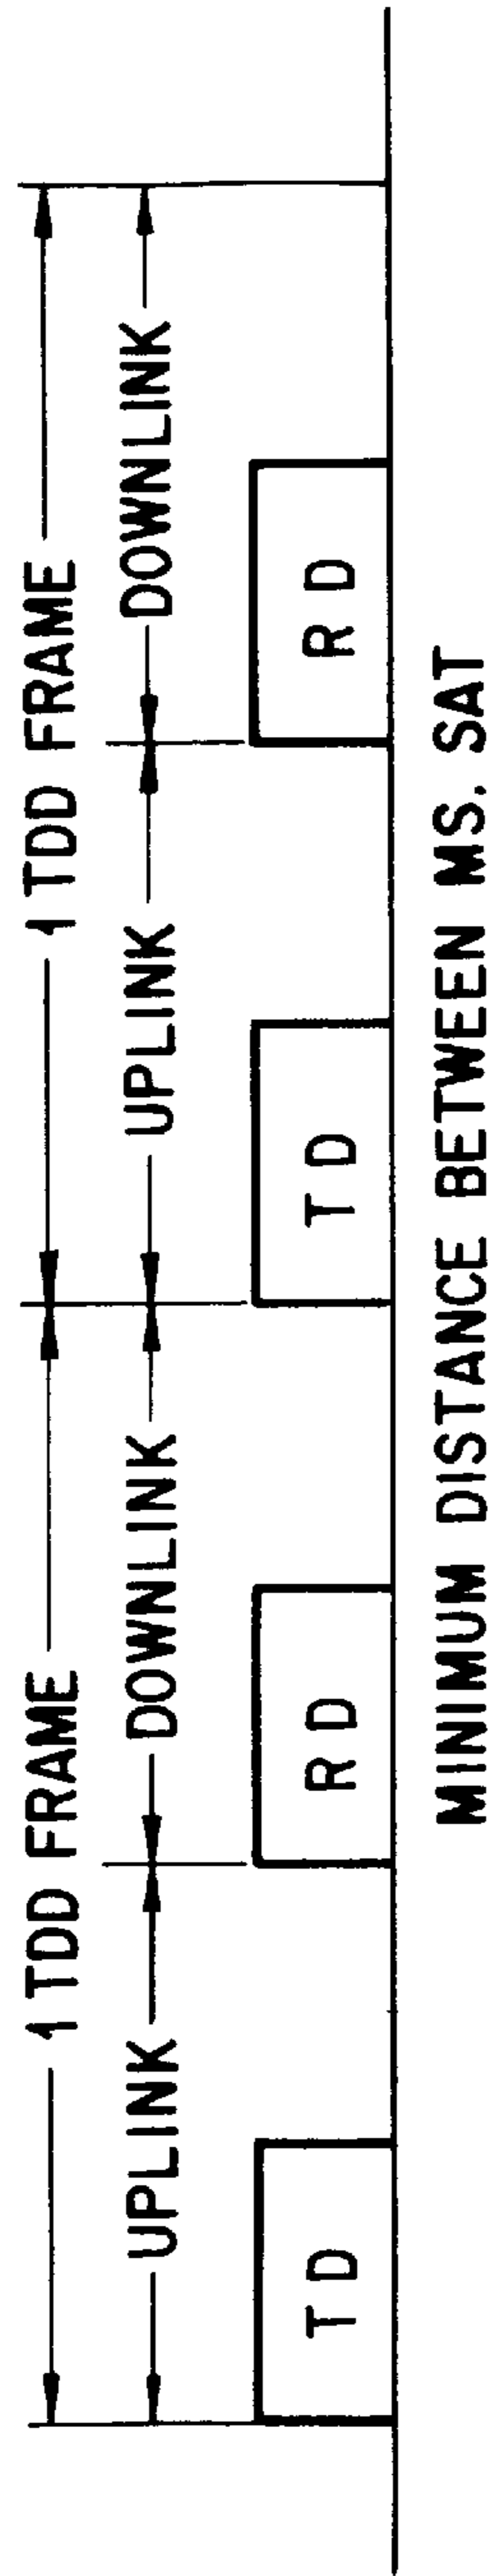 1 TDD FRAME 1 TDD FRAME
UPLINK DOWNLINK UPLINK DOWNLINK
TD RD TD RD
MINIMUM DISTANCE BETWEEN MS. SAT